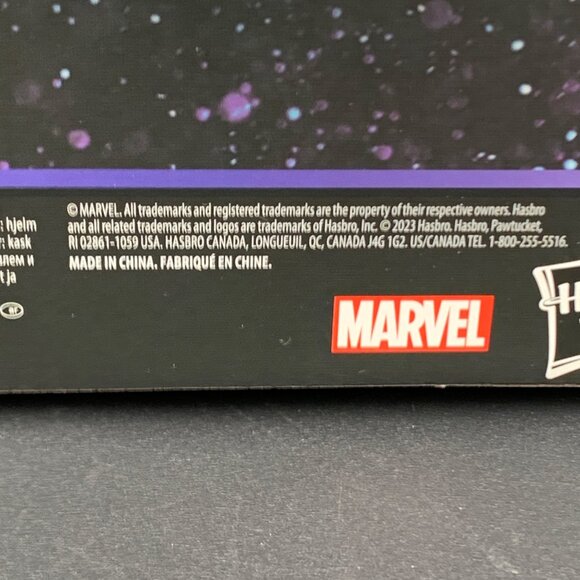 : hjelm
: kask
лем и
t ja
© MARVEL. All trademarks and registered trademarks are the property of their respective owners. Hasbro
and all related trademarks and logos are trademarks of Hasbro, Inc. © 2023 Hasbro. Hasbro, Pawtucket,
RI 02861-1059 USA. HASBRO CANADA, LONGUEUIL, QC, CANADA J4G 1G2. US/CANADA TEL. 1-800-255-5516.
MADE IN CHINA. FABRIQUÉ EN CHINE.
MARVEL
H